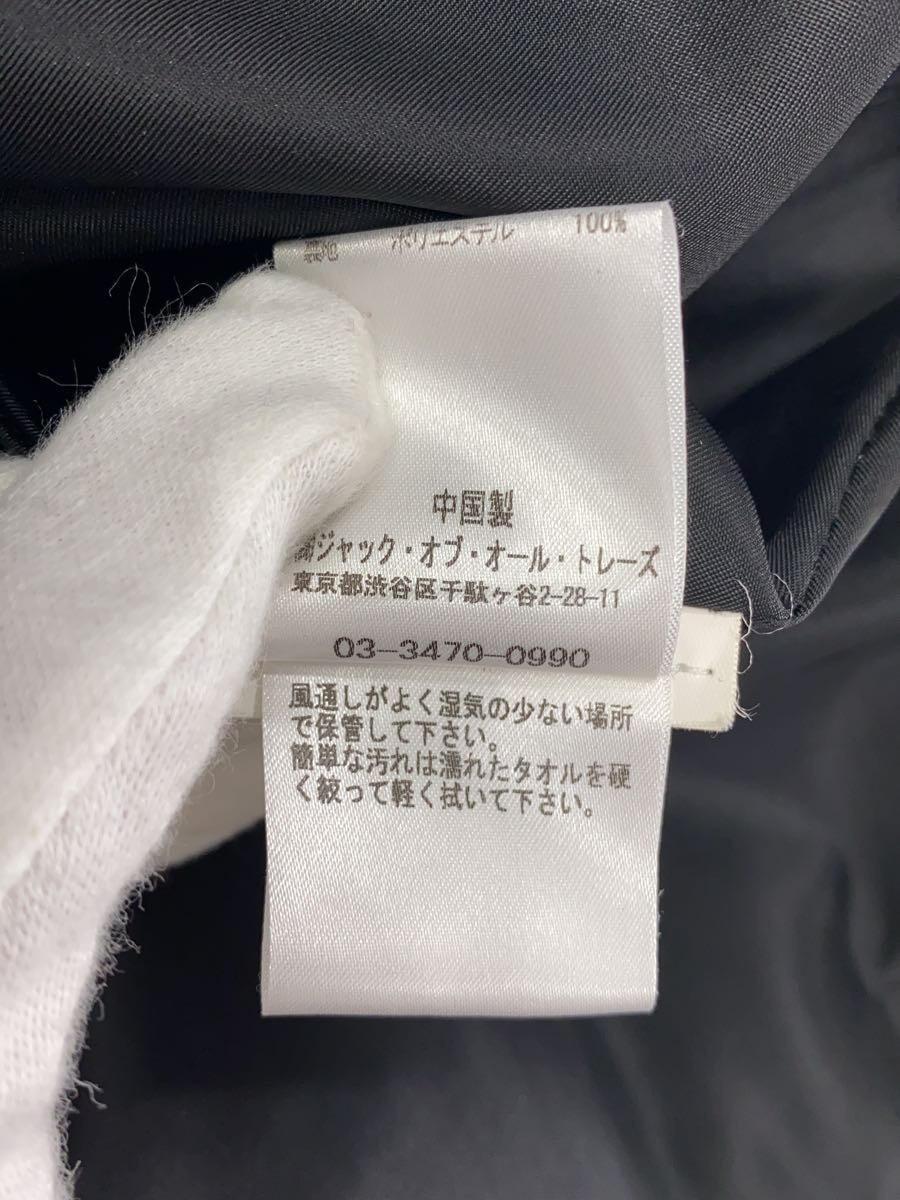 ポリエステル 100%
中国製
ジャック・オブ・オール・トレーズ
東京都渋谷区千駄ヶ谷2-28-11
03-3470-0990
風通しがよく湿気の少ない場所
で保管して下さい。
簡単な汚れは濡れたタオルを硬
く絞って軽く拭いて下さい。